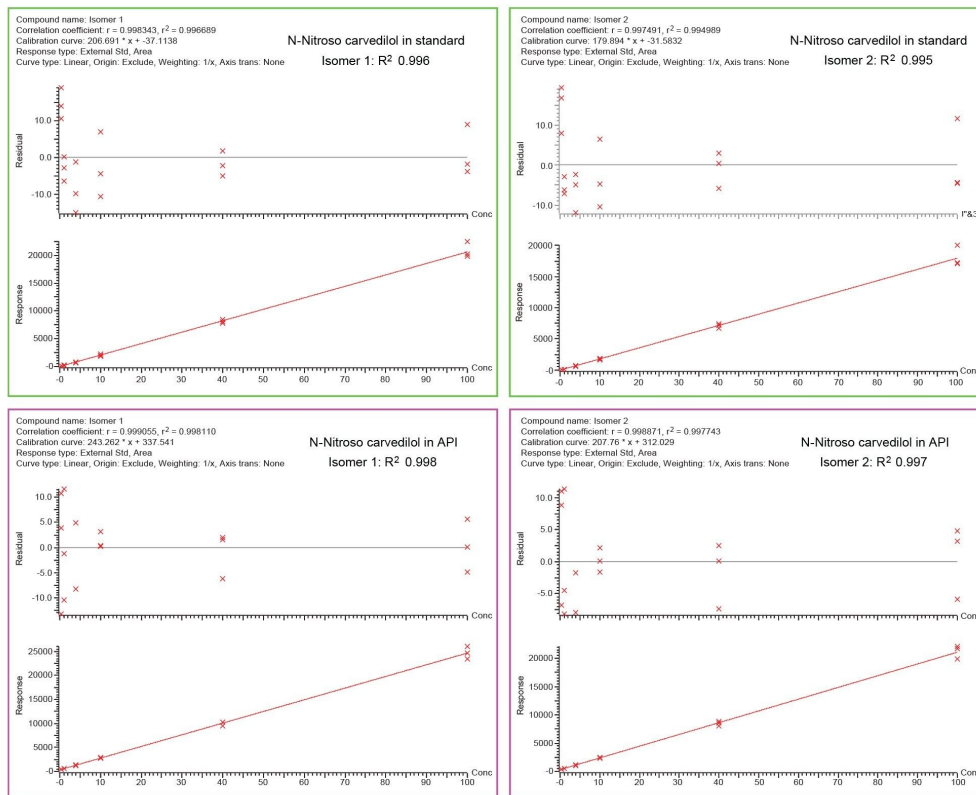 Compound name: Isomer 1
Correlation coefficient: r = 0.998343, r² = 0.996689
Calibration curve: 206.691 * x + -37.1138
Response type: External Std, Area
Curve type: Linear, Origin: Exclude, Weighting: 1/x, Axis trans: None
N-Nitroso carvedilol in standard
Isomer 1: R² 0.996
Residual
10.0
0.0
-10.0
Conc
Response
20000
15000
10000
5000
-0
-0 10 20 30 40 50 60 70 80 90 100
Conc
Compound name: Isomer 2
Correlation coefficient: r = 0.997491, r² = 0.994989
Calibration curve: 179.894 * x + -31.5832
Response type: External Std, Area
Curve type: Linear, Origin: Exclude, Weighting: 1/x, Axis trans: None
N-Nitroso carvedilol in standard
Isomer 2: R² 0.995
Residual
10.0
0.0
-10.0
Response
20000
15000
10000
5000
-0
-0 10 20 30 40 50 60 70 80 90 100
Conc
Compound name: Isomer 1
Correlation coefficient: r = 0.999055, r² = 0.998110
Calibration curve: 243.262 * x + 337.541
Response type: External Std, Area
Curve type: Linear, Origin: Exclude, Weighting: 1/x, Axis trans: None
N-Nitroso carvedilol in API
Isomer 1: R² 0.998
Residual
10.0
5.0
0.0
-5.0
-10.0
Conc
Response
25000
20000
15000
10000
5000
-0
-0 10 20 30 40 50 60 70 80 90 100
Conc
Compound name: Isomer 2
Correlation coefficient: r = 0.998871, r² = 0.997743
Calibration curve: 207.76 * x + 312.029
Response type: External Std, Area
Curve type: Linear, Origin: Exclude, Weighting: 1/x, Axis trans: None
N-Nitroso carvedilol in API
Isomer 2: R² 0.997
Residual
10.0
5.0
0.0
-5.0
Conc
Response
20000
15000
10000
5000
-0
-0 10 20 30 40 50 60 70 80 90 100
Conc